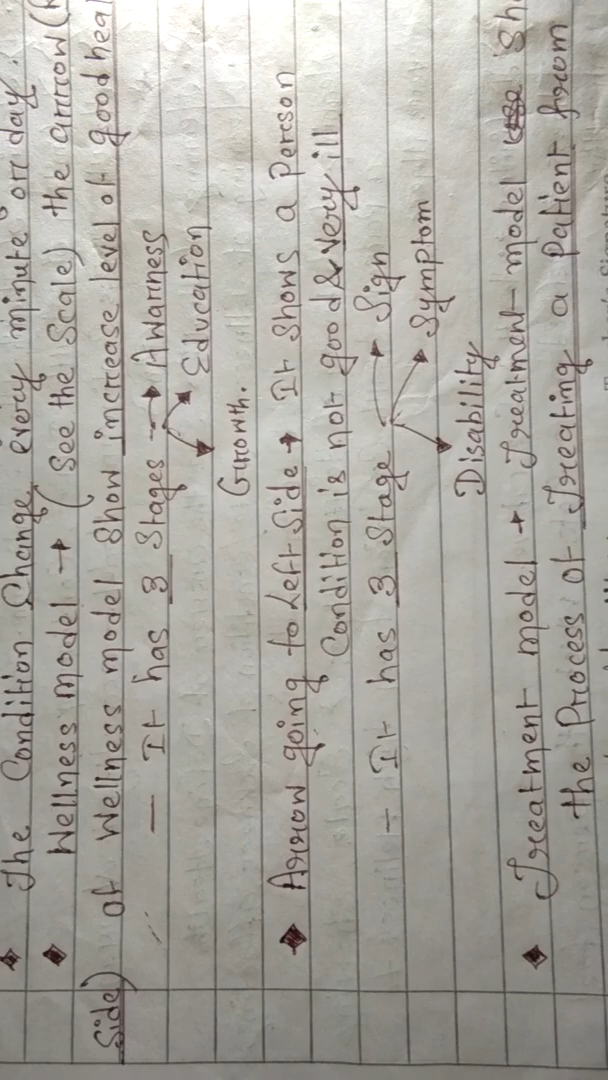 The Condition Change every minute or day.
Wellness model → (See the Scale) the arrow (
Side) of Wellness model Show increase level of good heal
— It has 3 Stages → Awarness
Education
Growth.
Arrow going to Left Side → It Shows a Person
Condition is not good & very ill
— It has 3 Stage → Sign
Symptom
Disability
Treatment model → Treatment model Sh
the Process of Treating a Patient from